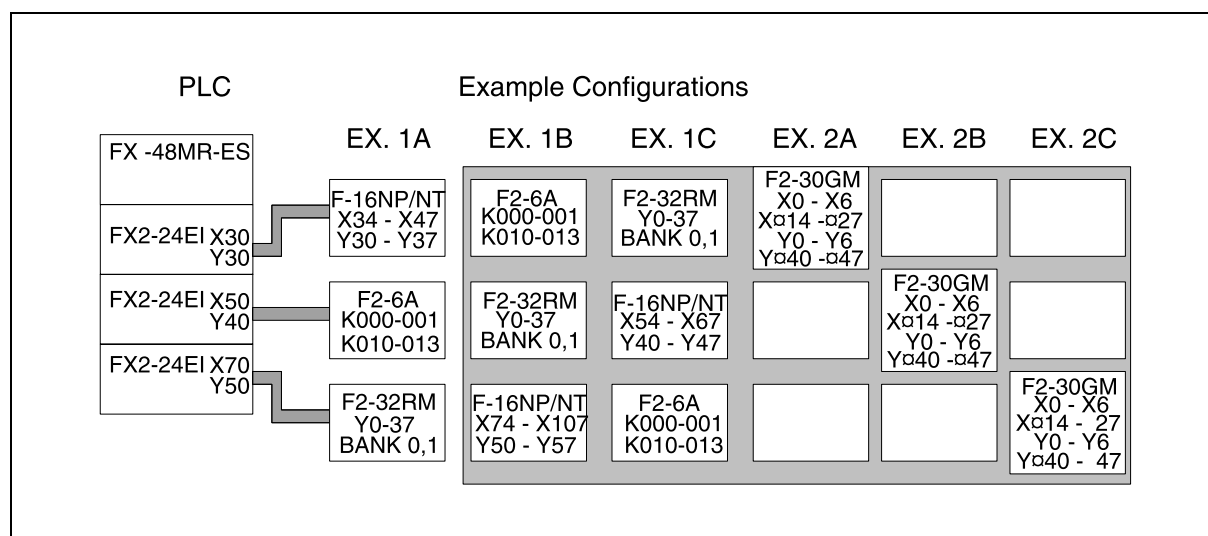 PLC
Example Configurations
EX. 1A
EX. 1B
EX. 1C
EX. 2A
EX. 2B
EX. 2C
FX -48MR-ES
FX2-24EI X30
Y30
FX2-24EI X50
Y40
FX2-24EI X70
Y50
F-16NP/NT
X34 - X47
Y30 - Y37
F2-6A
K000-001
K010-013
F2-32RM
Y0-37
BANK 0,1
F2-30GM
X0 - X6
X¤14 -¤27
Y0 - Y6
Y¤40 -¤47
F2-6A
K000-001
K010-013
F2-32RM
Y0-37
BANK 0,1
F-16NP/NT
X54 - X67
Y40 - Y47
F2-30GM
X0 - X6
X¤14 -¤27
Y0 - Y6
Y¤40 -¤47
F2-32RM
Y0-37
BANK 0,1
F-16NP/NT
X74 - X107
Y50 - Y57
F2-6A
K000-001
K010-013
F2-30GM
X0 - X6
X¤14 - 27
Y0 - Y6
Y¤40 - 47